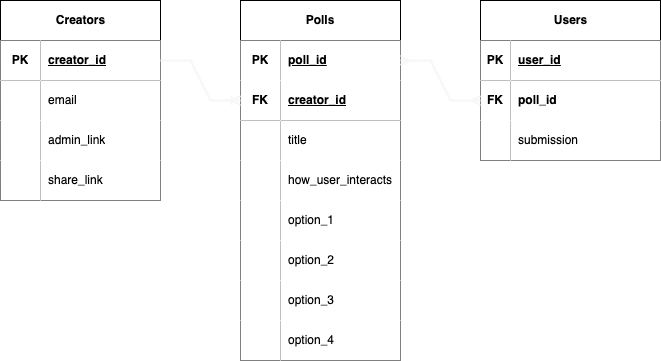 Creators
PK creator_id
email
admin_link
share_link
Polls
PK poll_id
FK creator_id
title
how_user_interacts
option_1
option_2
option_3
option_4
Users
PK user_id
FK poll_id
submission